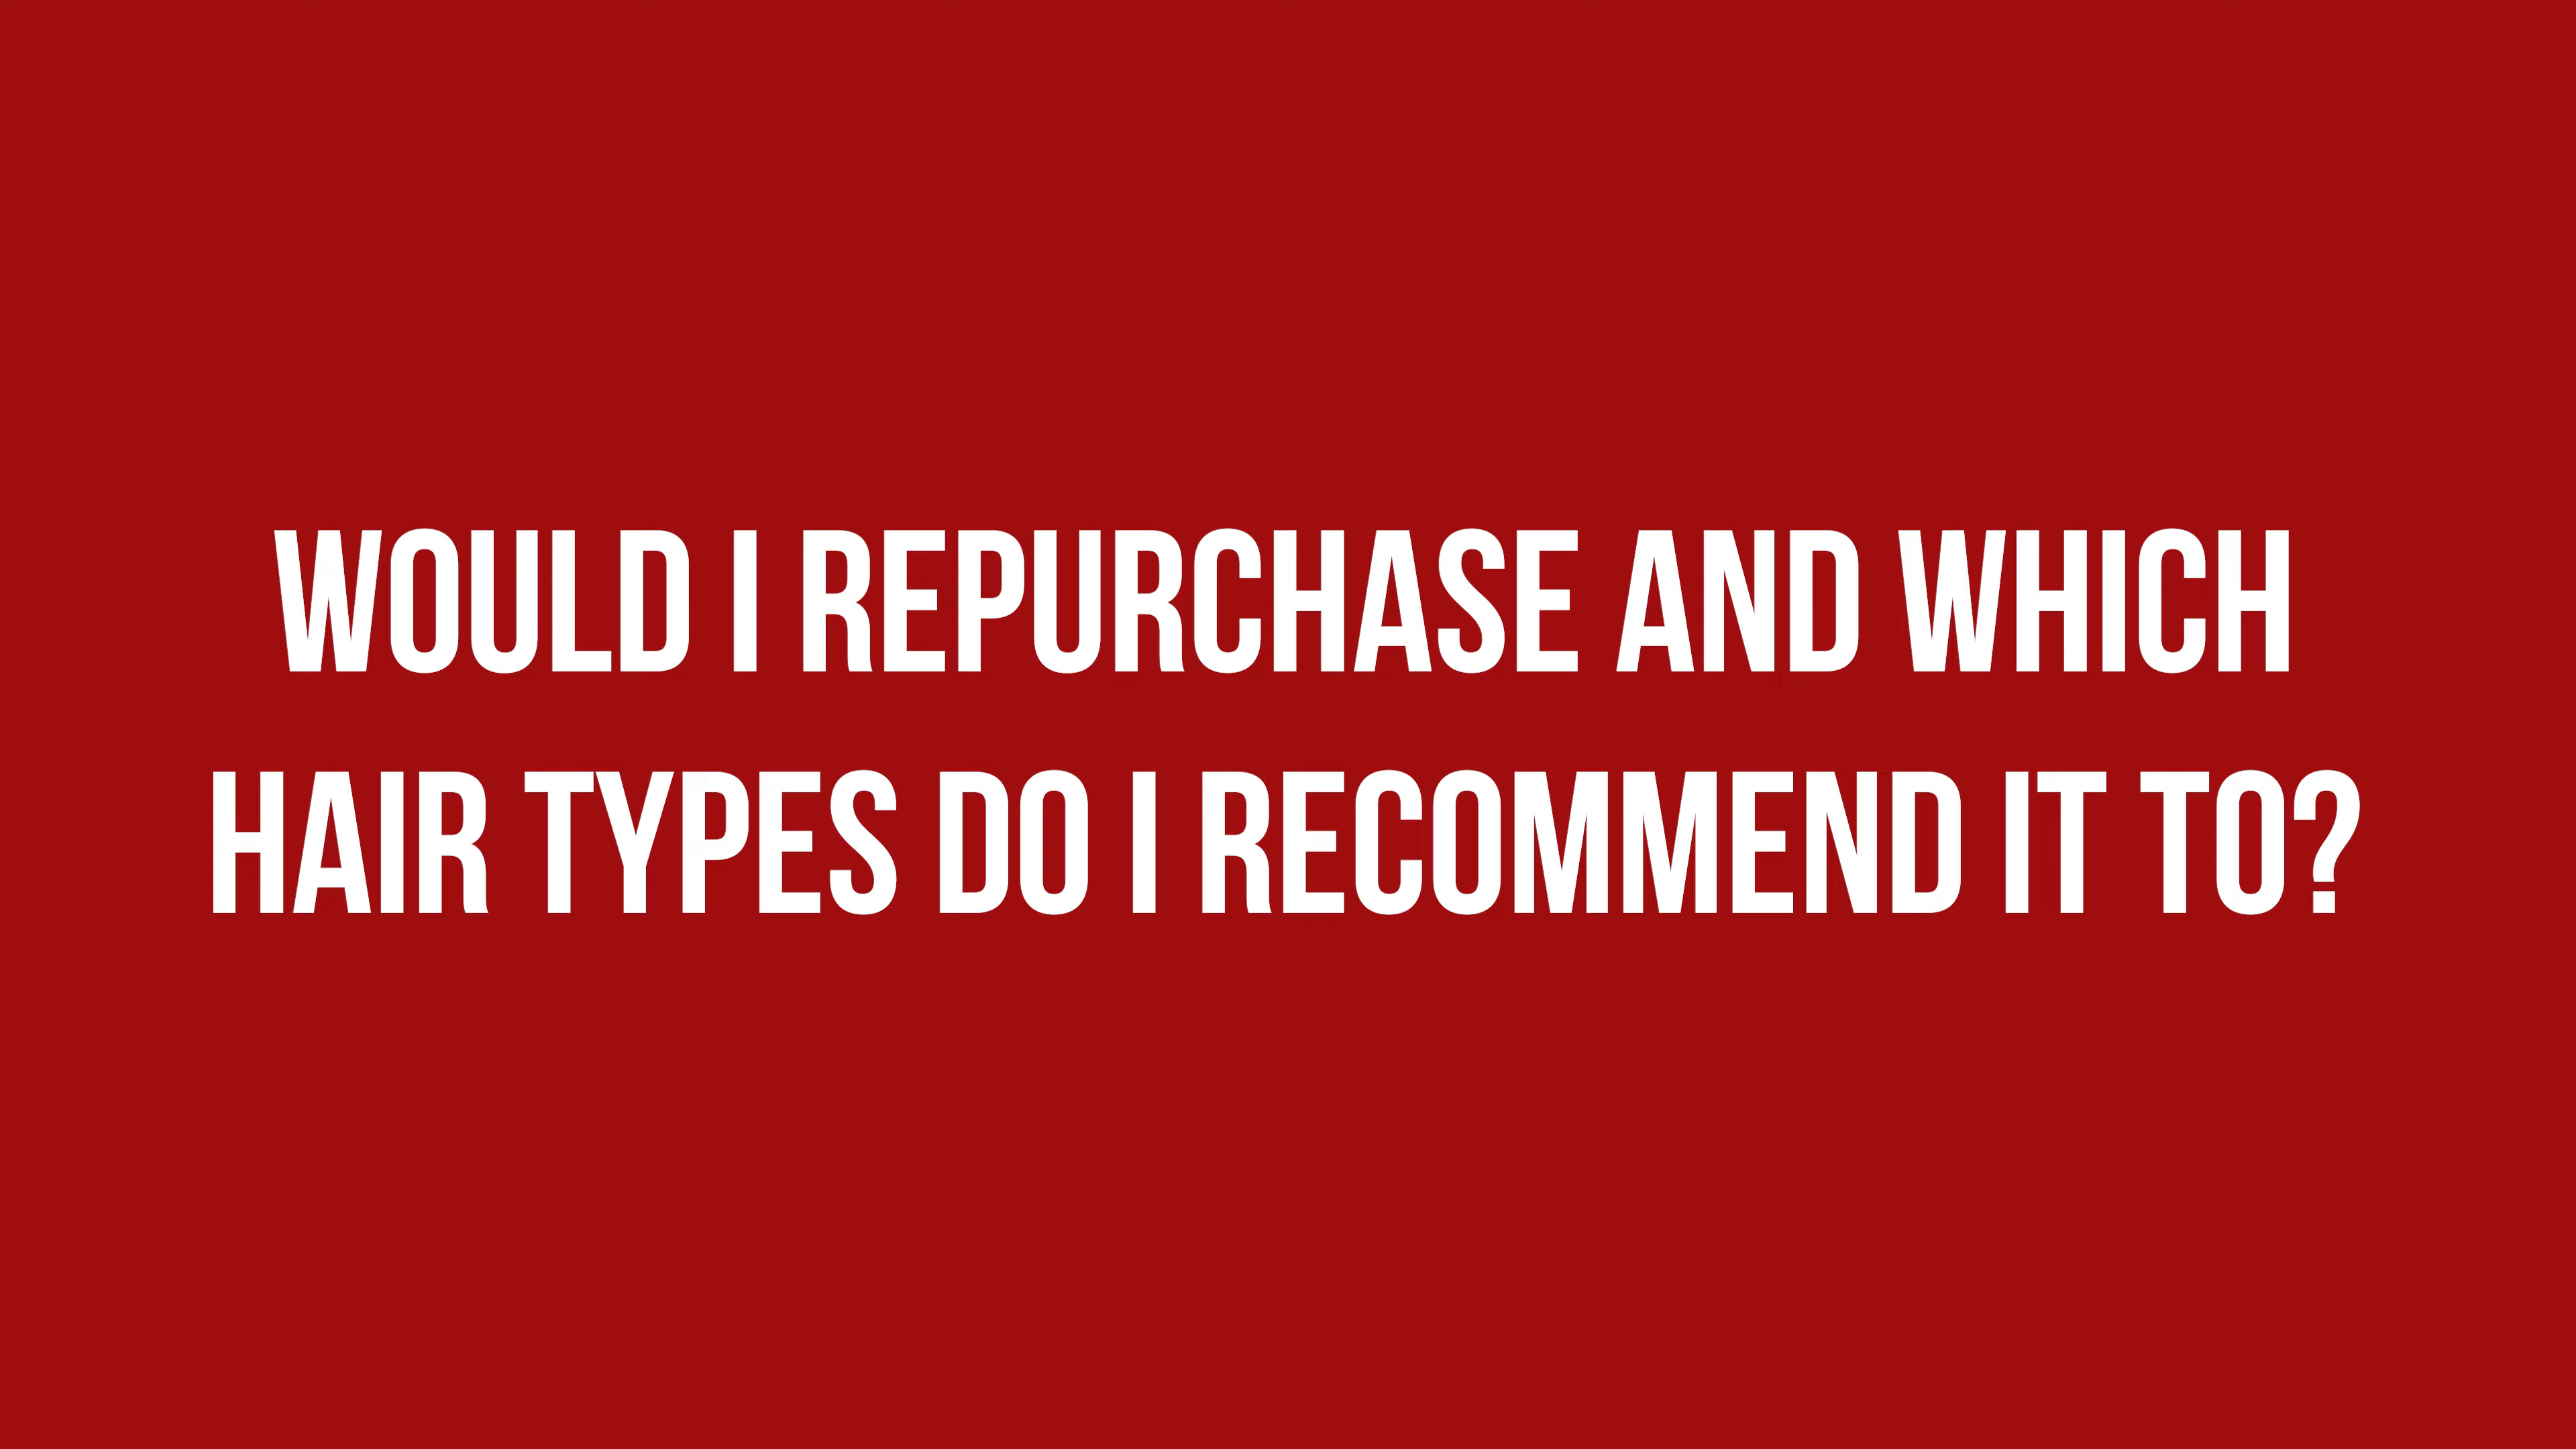 WOULD I REPURCHASE AND WHICH
HAIR TYPES DO I RECOMMEND IT TO?